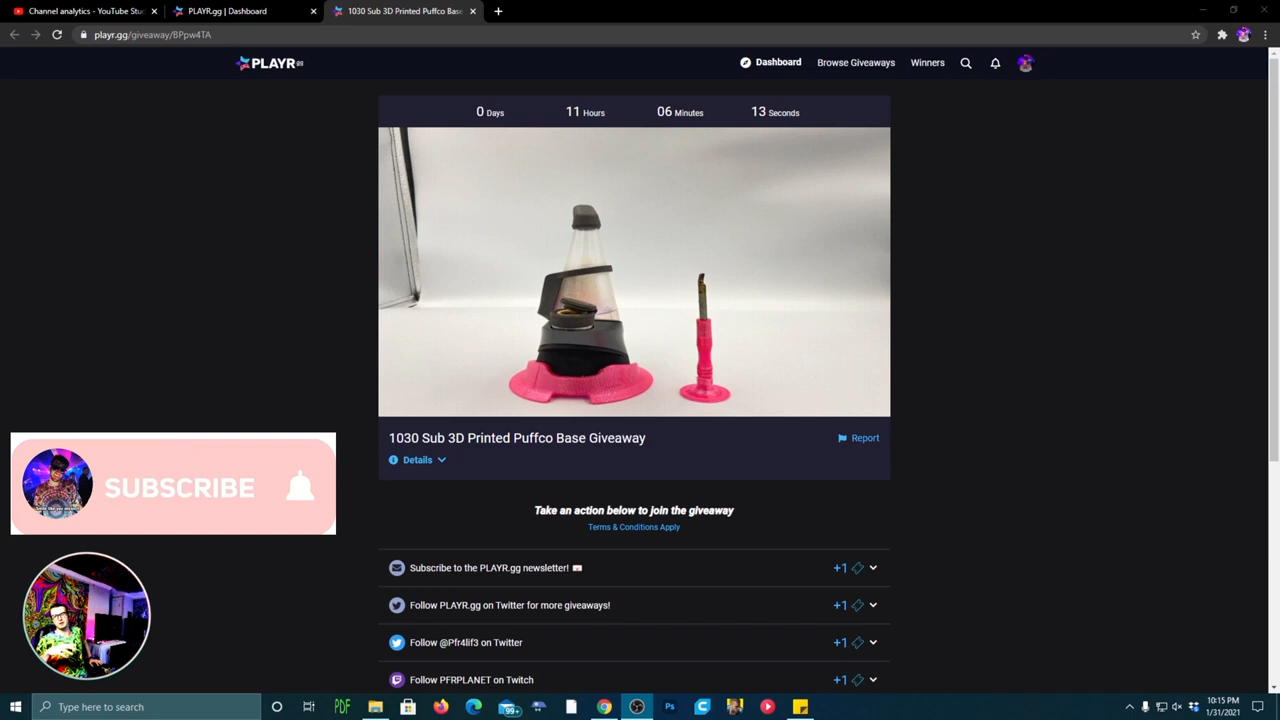 Channel analytics - YouTube Stu
PLAYR.gg | Dashboard
1030 Sub 3D Printed Puffco Base
playr.gg/giveaway/BPpw4TA
PLAYR gg
Dashboard
Browse Giveaways
Winners
0 Days
11 Hours
06 Minutes
13 Seconds
1030 Sub 3D Printed Puffco Base Giveaway
Report
Details
SUBSCRIBE
Take an action below to join the giveaway
Terms & Conditions Apply
Subscribe to the PLAYR.gg newsletter!
+1
Follow PLAYR.gg on Twitter for more giveaways!
+1
Follow @Pfr4lif3 on Twitter
+1
Follow PFRPLANET on Twitch
+1
Type here to search
PDF
99+
Ps
10:15 PM
1/31/2021